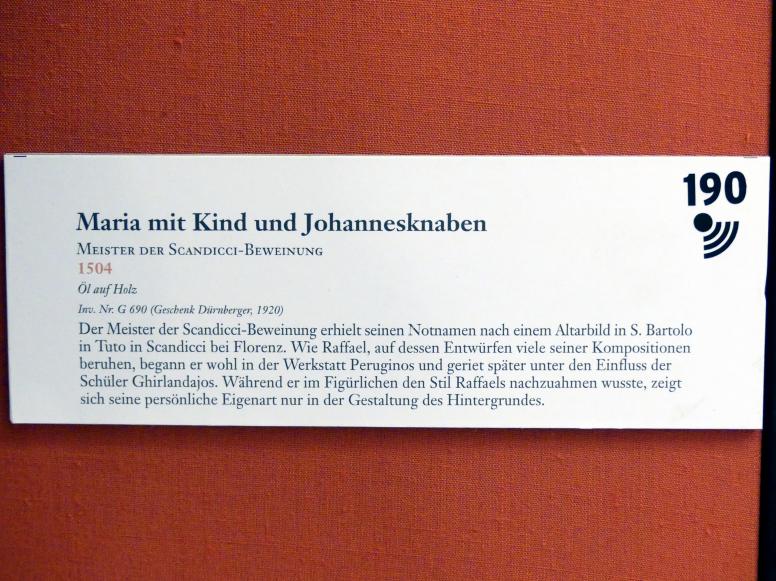 190
Maria mit Kind und Johannesknaben
Meister der Scandicci-Beweinung
1504
Öl auf Holz
Inv. Nr. G 690 (Geschenk Dürnberger, 1920)
Der Meister der Scandicci-Beweinung erhielt seinen Notnamen nach einem Altarbild in S. Bartolo
in Tuto in Scandicci bei Florenz. Wie Raffael, auf dessen Entwürfen viele seiner Kompositionen
beruhen, begann er wohl in der Werkstatt Peruginos und geriet später unter den Einfluss der
Schüler Ghirlandajos. Während er im Figürlichen den Stil Raffaels nachzuahmen wusste, zeigt
sich seine persönliche Eigenart nur in der Gestaltung des Hintergrundes.